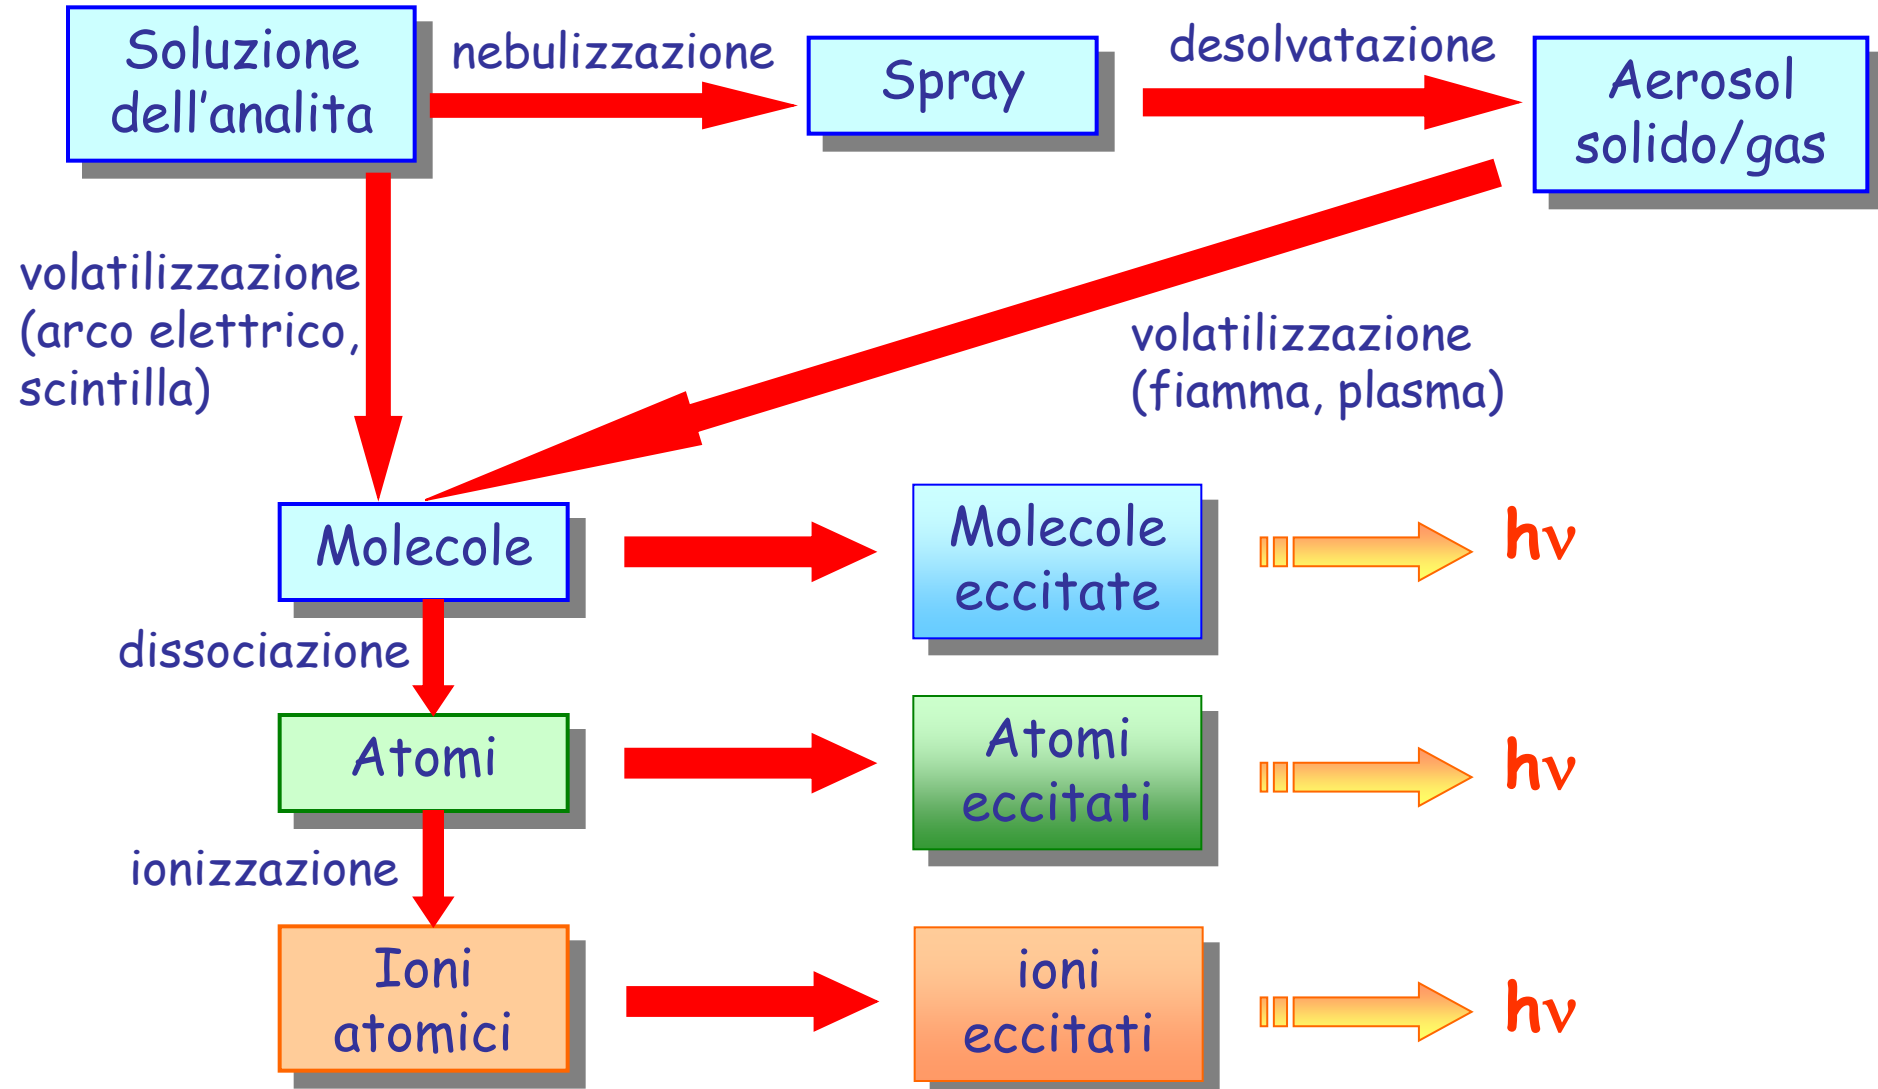 Soluzione
dell'analita
nebulizzazione
Spray
desolvatazione
Aerosol
solido/gas
volatilizzazione
(arco elettrico,
scintilla)
volatilizzazione
(fiamma, plasma)
Molecole
Molecole
eccitate
hν
dissociazione
Atomi
Atomi
eccitati
hν
ionizzazione
Ioni
atomici
ioni
eccitati
hν